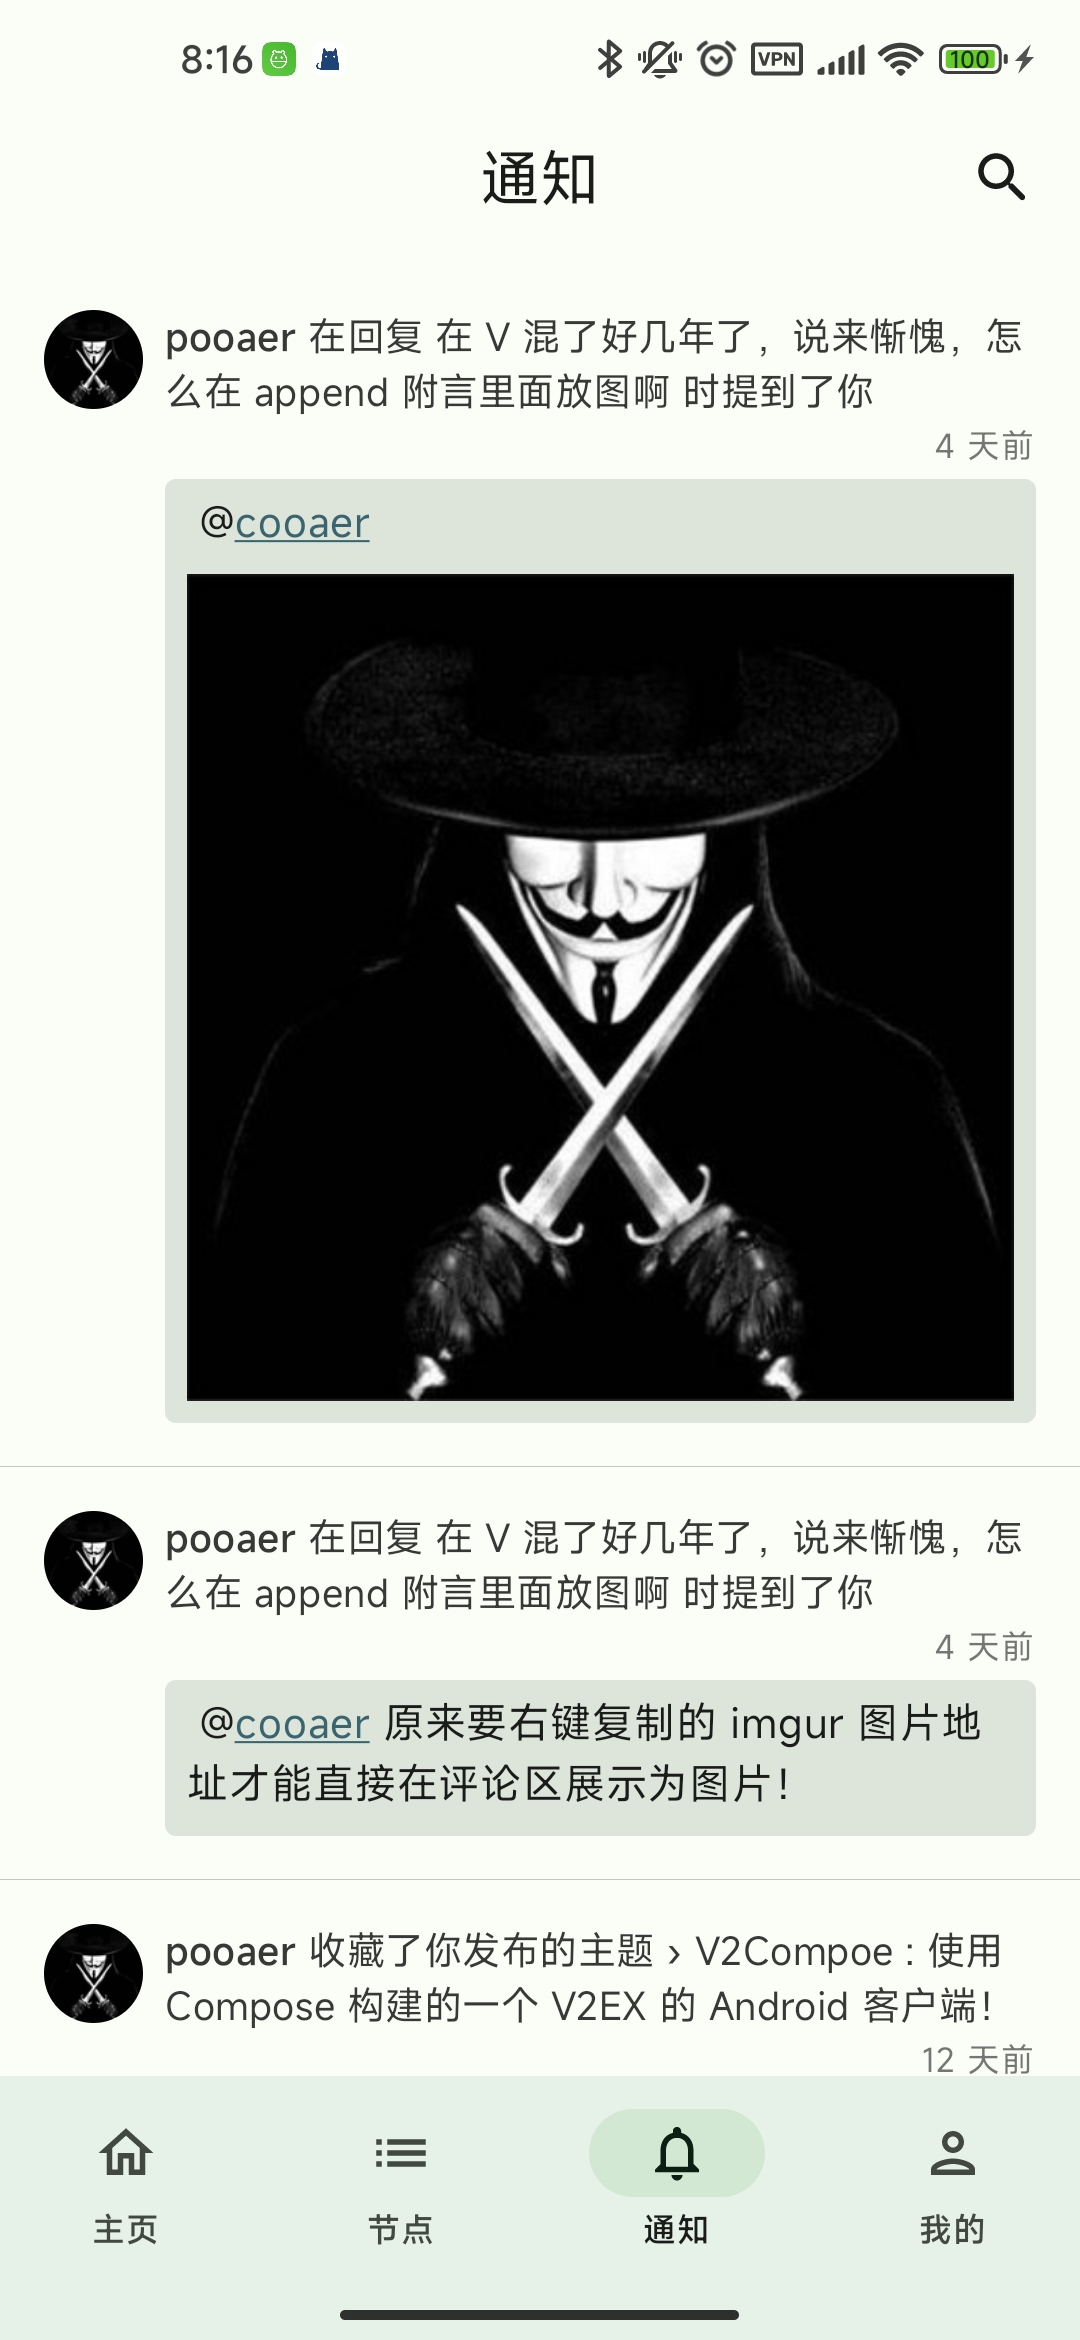 8:16 VPN 100
通知
pooaer 在回复 在 V 混了好几年了，说来惭愧，怎
么在 append 附言里面放图啊 时提到了你
4 天前
@cooaer
pooaer 在回复 在 V 混了好几年了，说来惭愧，怎
么在 append 附言里面放图啊 时提到了你
4 天前
@cooaer 原来要右键复制的 imgur 图片地
址才能直接在评论区展示为图片！
pooaer 收藏了你发布的主题 › V2Compoe : 使用
Compose 构建的一个 V2EX 的 Android 客户端！
12 天前
主页 节点 通知 我的